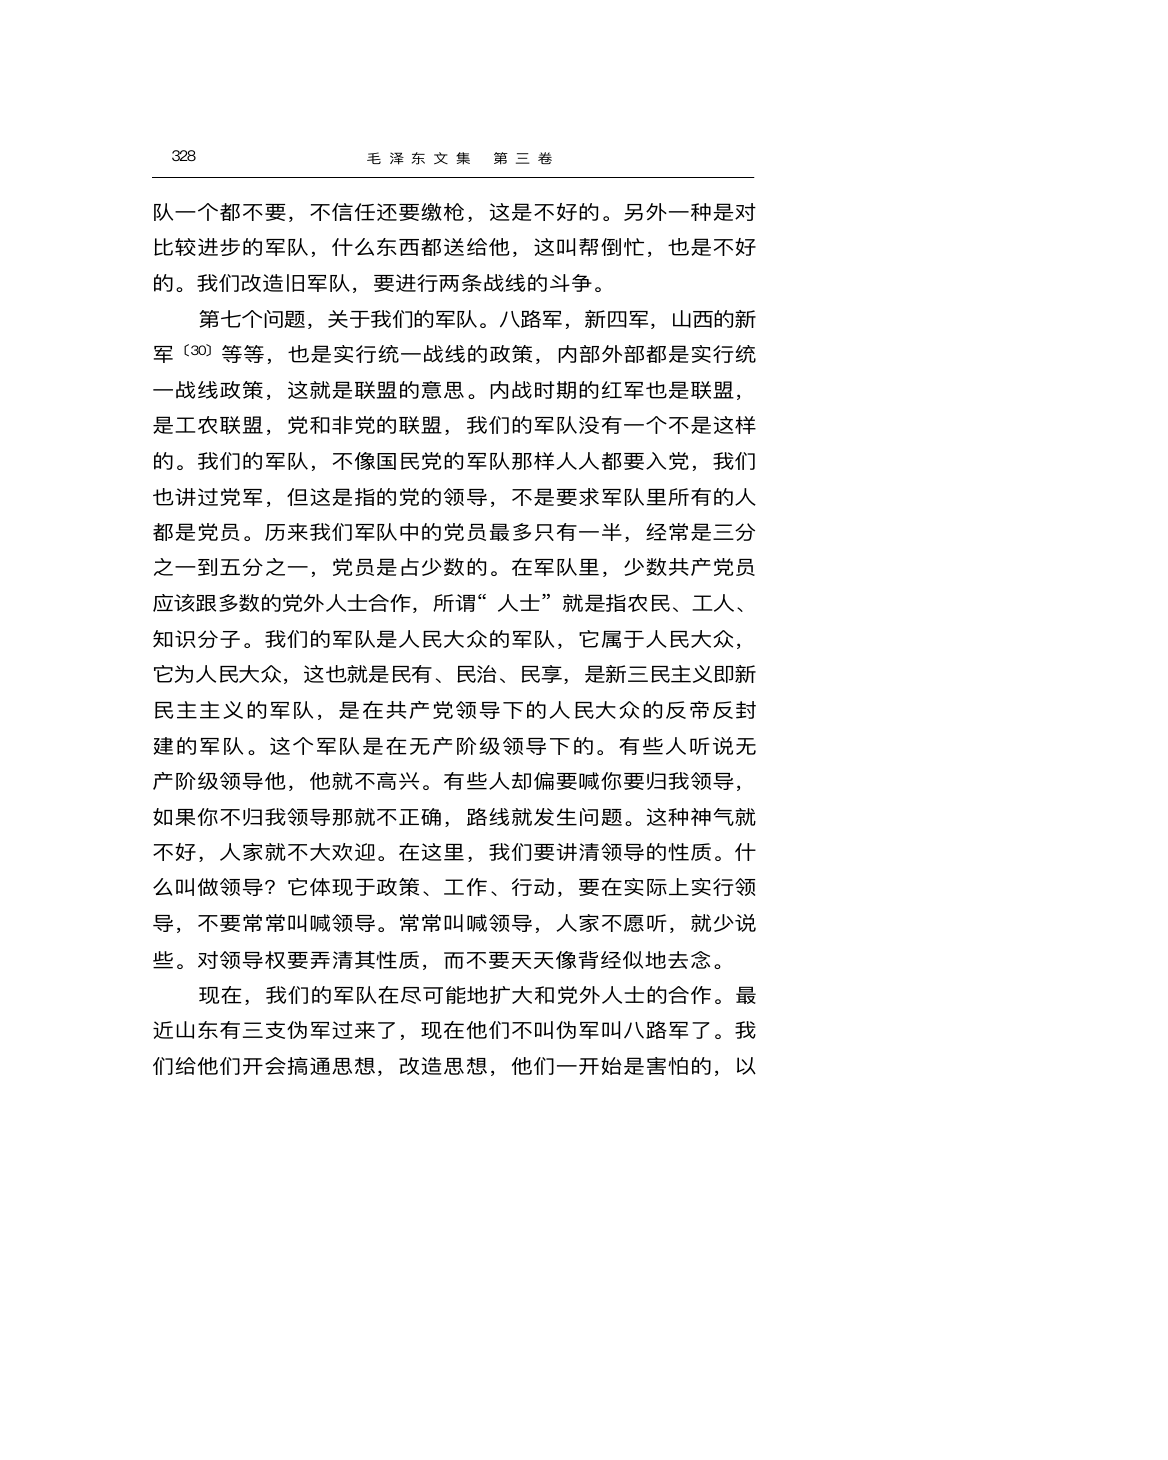 328
毛泽东文集 第三卷
队一个都不要，不信任还要缴枪，这是不好的。另外一种是对
比较进步的军队，什么东西都送给他，这叫帮倒忙，也是不好
的。我们改造旧军队，要进行两条战线的斗争。
第七个问题，关于我们的军队。八路军，新四军，山西的新
军〔30〕等等，也是实行统一战线的政策，内部外部都是实行统
一战线政策，这就是联盟的意思。内战时期的红军也是联盟，
是工农联盟，党和非党的联盟，我们的军队没有一个不是这样
的。我们的军队，不像国民党的军队那样人人都要入党，我们
也讲过党军，但这是指的党的领导，不是要求军队里所有的人
都是党员。历来我们军队中的党员最多只有一半，经常是三分
之一到五分之一，党员是占少数的。在军队里，少数共产党员
应该跟多数的党外人士合作，所谓“人士”就是指农民、工人、
知识分子。我们的军队是人民大众的军队，它属于人民大众，
它为人民大众，这也就是民有、民治、民享，是新三民主义即新
民主主义的军队，是在共产党领导下的人民大众的反帝反封
建的军队。这个军队是在无产阶级领导下的。有些人听说无
产阶级领导他，他就不高兴。有些人却偏要喊你要归我领导，
如果你不归我领导那就不正确，路线就发生问题。这种神气就
不好，人家就不大欢迎。在这里，我们要讲清领导的性质。什
么叫做领导？它体现于政策、工作、行动，要在实际上实行领
导，不要常常叫喊领导。常常叫喊领导，人家不愿听，就少说
些。对领导权要弄清其性质，而不要天天像背经似地去念。
现在，我们的军队在尽可能地扩大和党外人士的合作。最
近山东有三支伪军过来了，现在他们不叫伪军叫八路军了。我
们给他们开会搞通思想，改造思想，他们一开始是害怕的，以